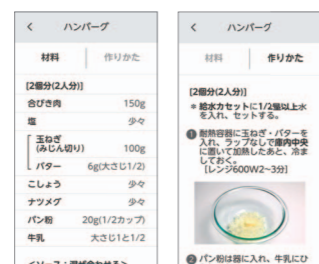 < ハンバーグ
材料 作りかた
[2個分(2人分)]
合びき肉 150g
塩 少々
玉ねぎ
(みじん切り) 100g
バター 6g(大さじ1/2)
こしょう 少々
ナツメグ 少々
パン粉 20g(1/2カップ)
牛乳 大さじ1と1/2
< ハンバーグ
材料 作りかた
[2個分(2人分)]
* 給水カセットに1/2量以上水
を入れ、セットする。
1 耐熱容器に玉ねぎ・バターを
入れ、ラップなしで庫内中央
に置いて加熱したあと、冷ま
しておく。
[レンジ600W2~3分]
2 パン粉は器に入れ、牛乳にひ